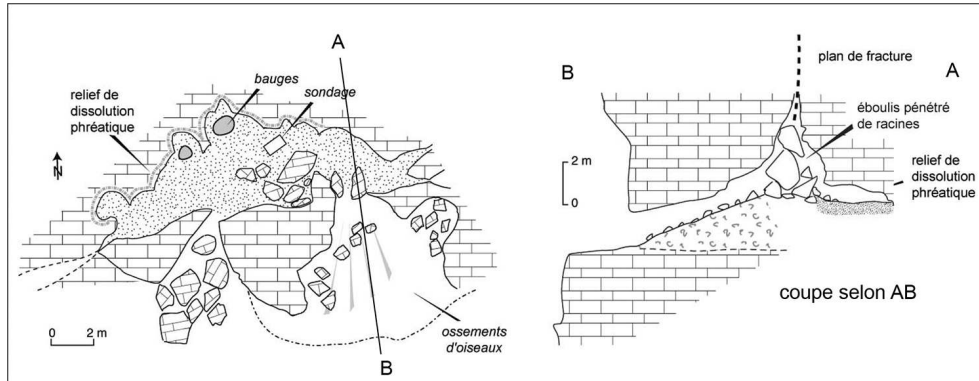 A
bauges
sondage
relief de
dissolution
phréatique
N
0 2 m
ossements
d'oiseaux
B
plan de fracture
B
A
éboulis pénétré
de racines
2 m
0
relief de
dissolution
phréatique
coupe selon AB